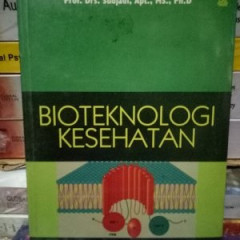 Prof. Drs. Sudjadi, Apt., MS., Ph.D
BIOTEKNOLOGI
KESEHATAN